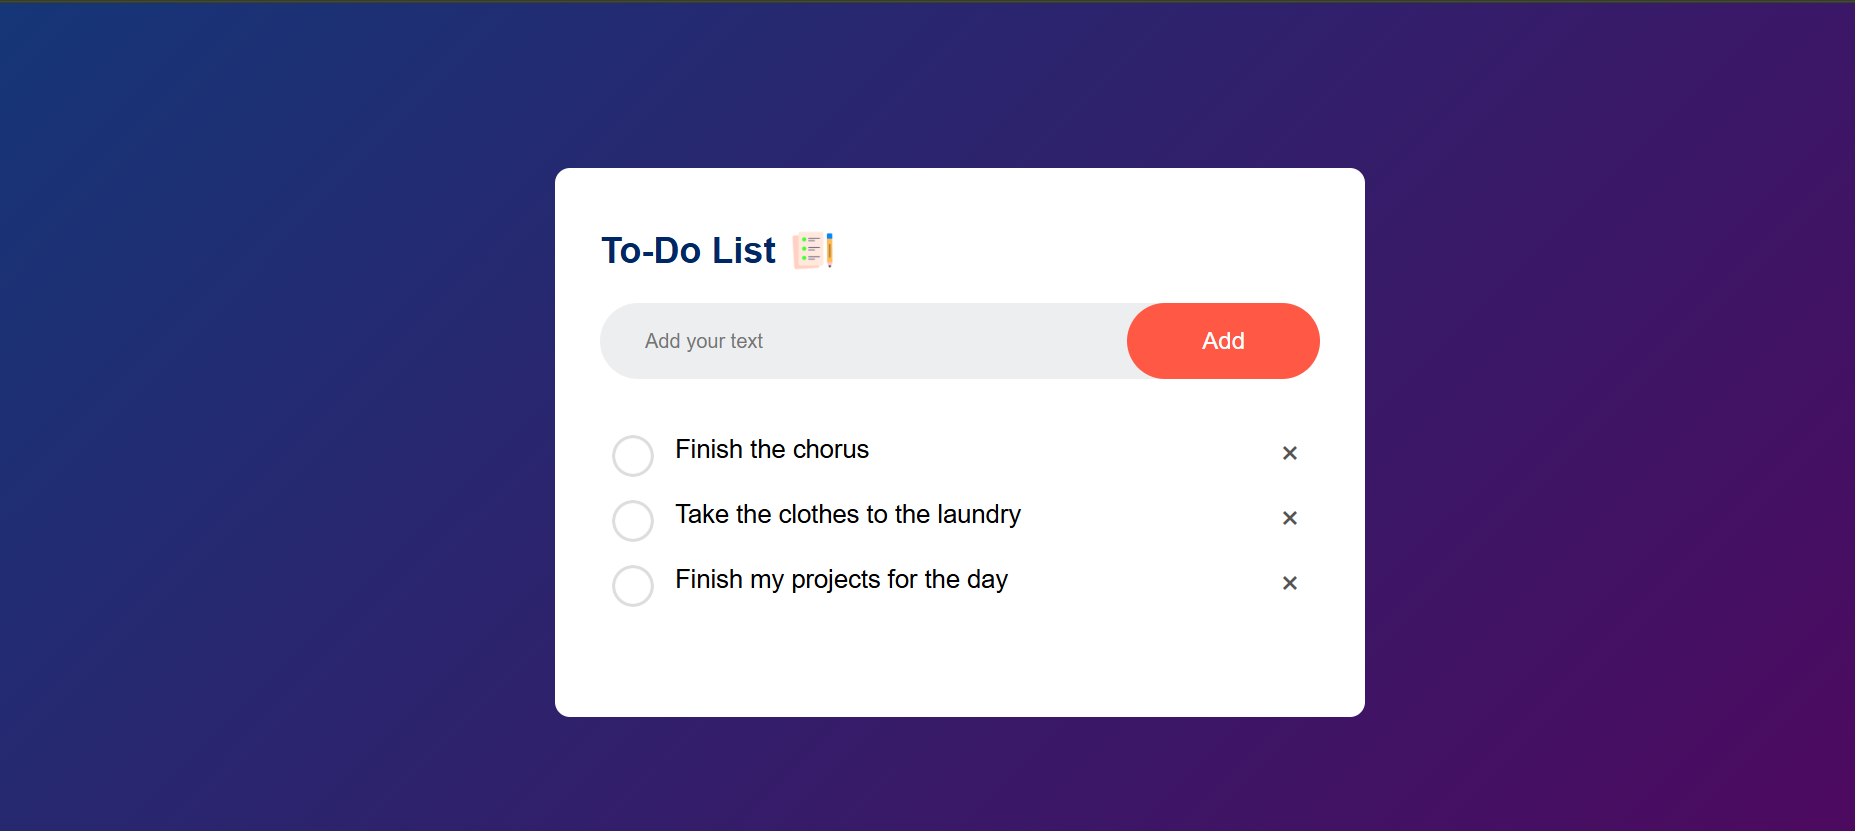 To-Do List
Add your text
Add
Finish the chorus ×
Take the clothes to the laundry ×
Finish my projects for the day ×